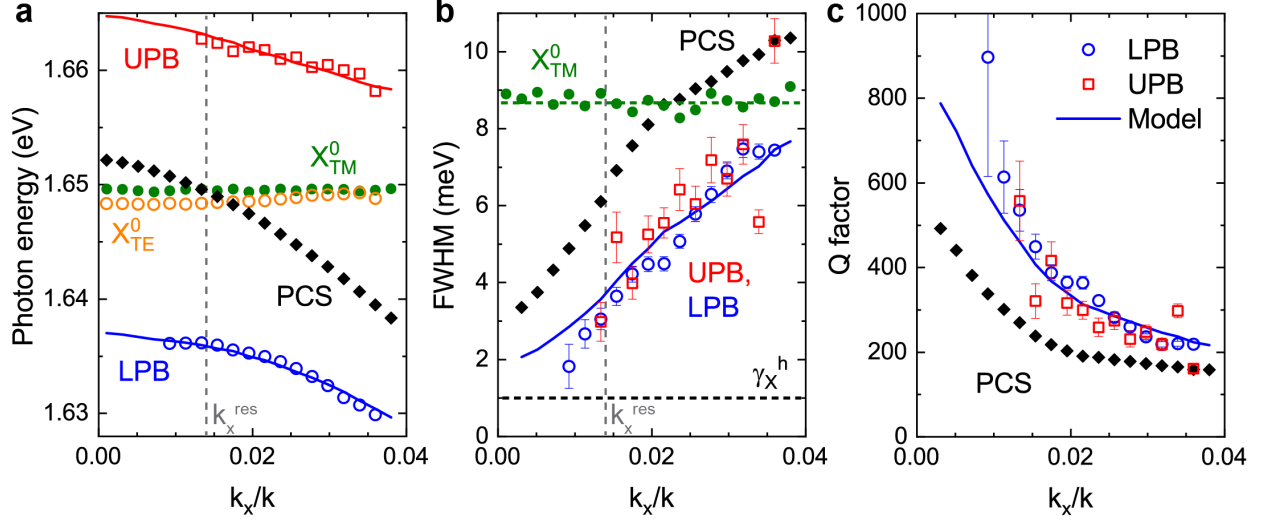 a
Photon energy (eV)
1.66
1.65
1.64
1.63
UPB
X⁰TM
X⁰TE
PCS
LPB
kₓʳᵉˢ
0.00
0.02
0.04
kₓ/k
b
FWHM (meV)
10
8
6
4
2
0
PCS
X⁰TM
UPB,
LPB
γXʰ
kₓʳᵉˢ
0.00
0.02
0.04
kₓ/k
c
Q factor
1000
800
600
400
200
0
LPB
UPB
Model
PCS
0.00
0.02
0.04
kₓ/k